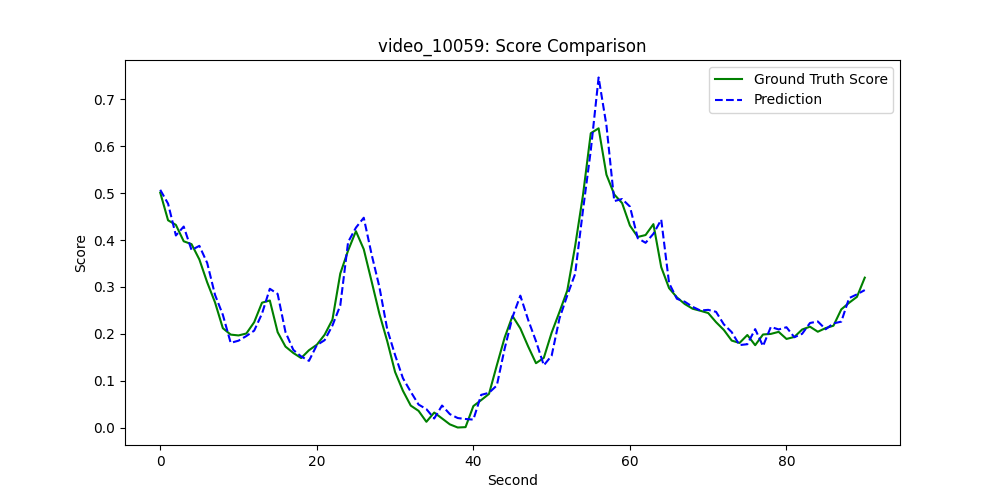 video_10059: Score Comparison
Ground Truth Score
Prediction
Score
0.7
0.6
0.5
0.4
0.3
0.2
0.1
0.0
0 20 40 60 80
Second